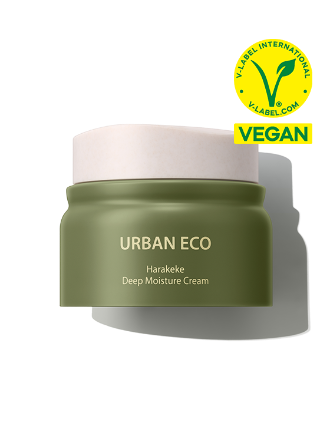 V-LABEL INTERNATIONAL
• V-LABEL.COM •
®
VEGAN
URBAN ECO
Harakeke
Deep Moisture Cream